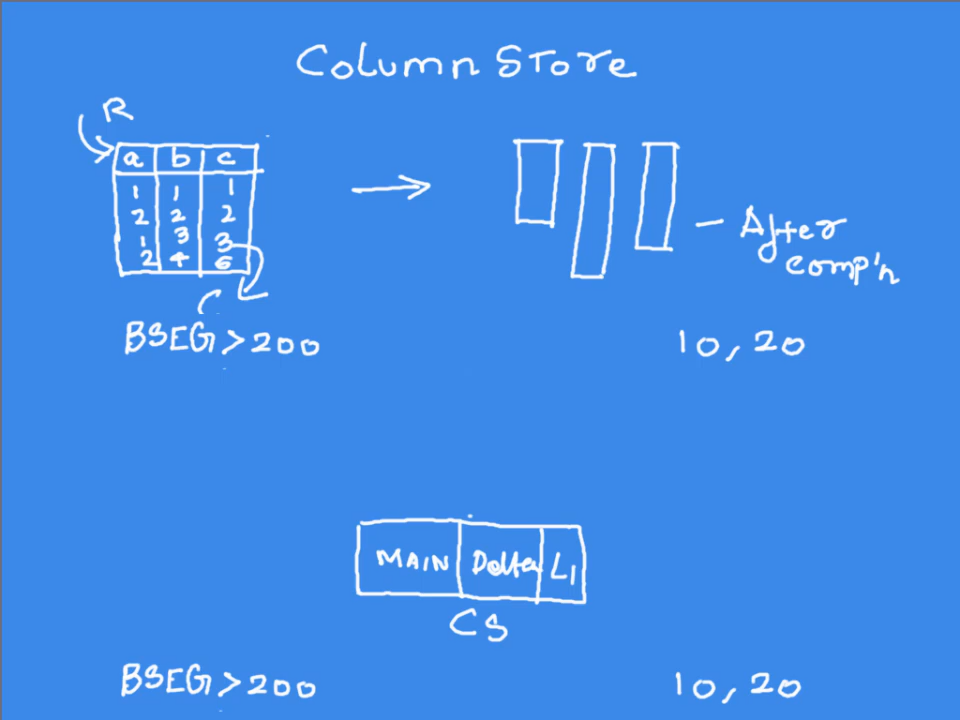 Column Store
R
a b c
1 1 1
2 2 2
1 3 3
2 4 6
C
After
comp'n
BSEG > 200
10, 20
MAIN Delta L1
CS
BSEG > 200
10, 20